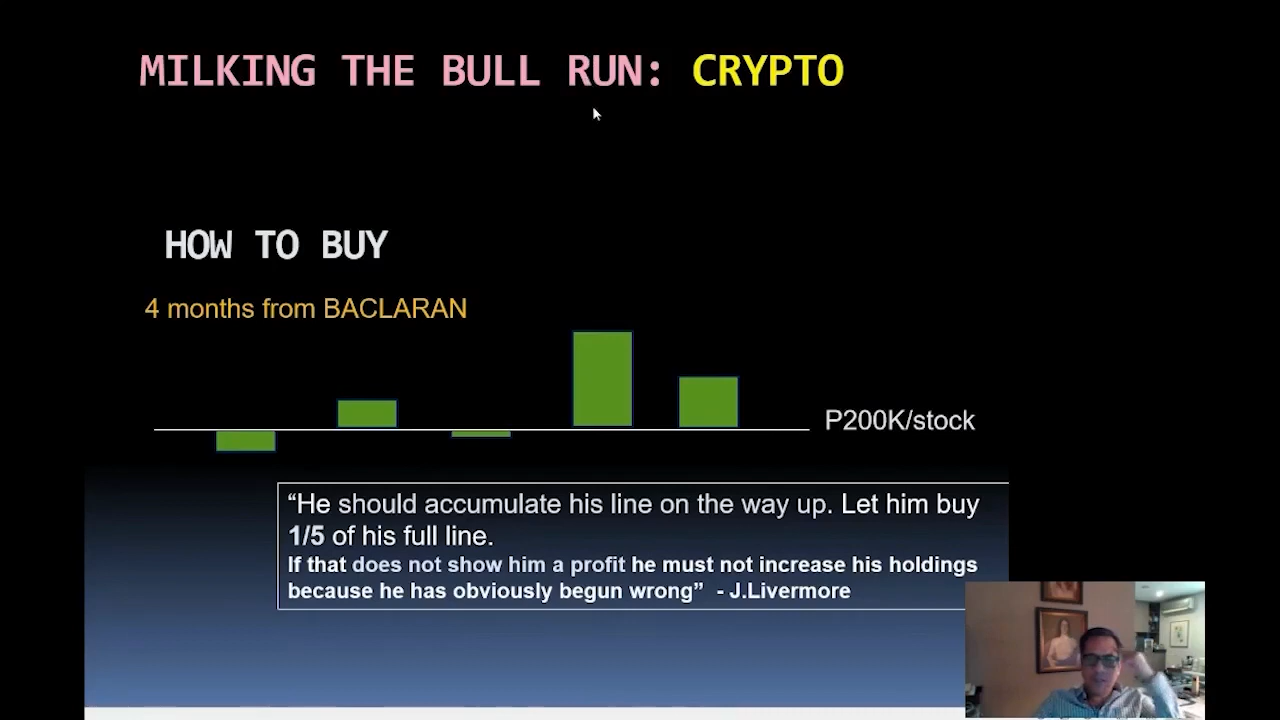 MILKING THE BULL RUN: CRYPTO
HOW TO BUY
4 months from BACLARAN
P200K/stock
“He should accumulate his line on the way up. Let him buy
1/5 of his full line.
If that does not show him a profit he must not increase his holdings
because he has obviously begun wrong” - J.Livermore